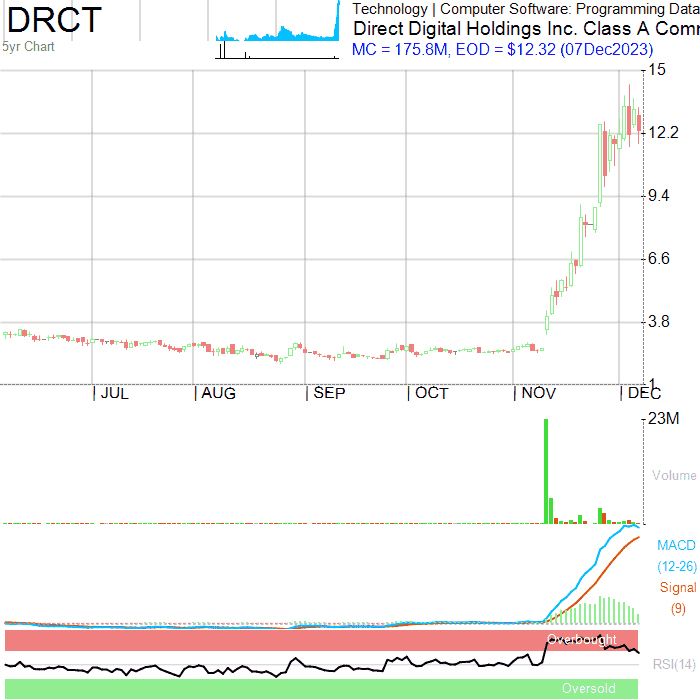 DRCT
5yr Chart
Technology | Computer Software: Programming Data
Direct Digital Holdings Inc. Class A Com
MC = 175.8M, EOD = $12.32 (07Dec2023)
15
12.2
9.4
6.6
3.8
1
| JUL | AUG | SEP | OCT | NOV | DEC
23M
Volume
MACD
(12-26)
Signal
(9)
Overbought
RSI(14)
Oversold